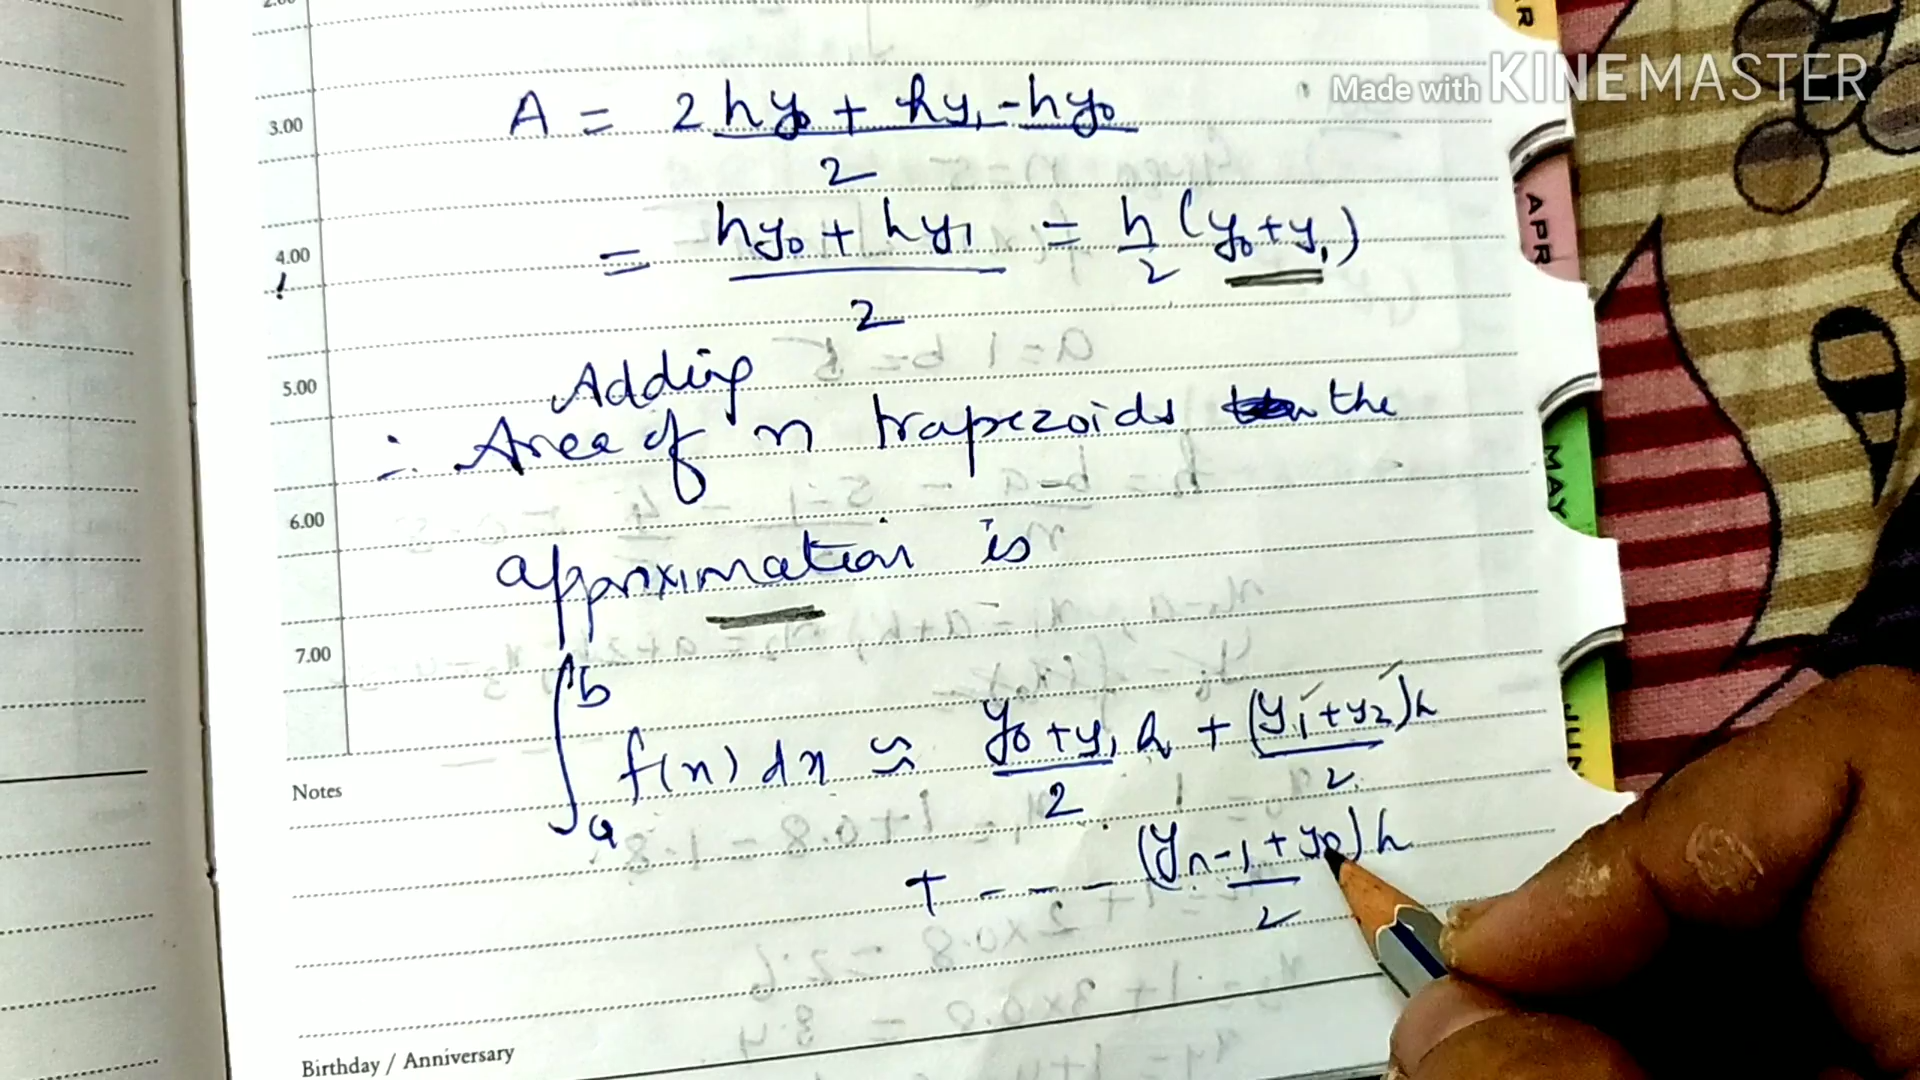 Made with KINEMASTER
A = 2hy₀ + hy₁ - hy₀
2
3.00
= hy₀ + hy₁ = h (y₀+y₁)
2 2
4.00
Adding
5.00
∴ Area of n trapezoids the
6.00
approximation is
7.00
∫ b a f(x) dx ≈ y₀+y₁ h + (y₁+y₂)h
2 2
Notes
+ - - - (yn-1 + yn)h
2
Birthday / Anniversary
APR
MAY
JUN